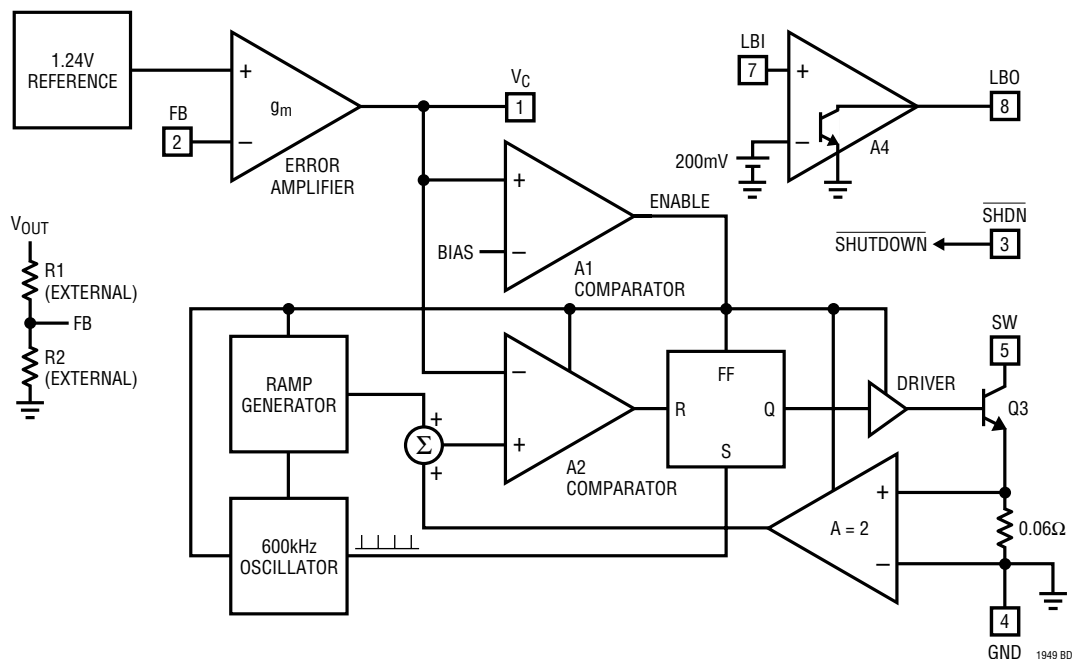 1.24V
REFERENCE
+
gm
−
FB
2
ERROR
AMPLIFIER
VC
1
LBI
7
+
−
200mV
A4
LBO
8
SHDN
3
SHUTDOWN
ENABLE
+
BIAS
−
A1
COMPARATOR
VOUT
R1
(EXTERNAL)
FB
R2
(EXTERNAL)
RAMP
GENERATOR
+
Σ
+
−
+
A2
COMPARATOR
FF
R
Q
S
DRIVER
SW
5
Q3
600kHz
OSCILLATOR
A = 2
+
−
0.06Ω
4
GND
1949 BD